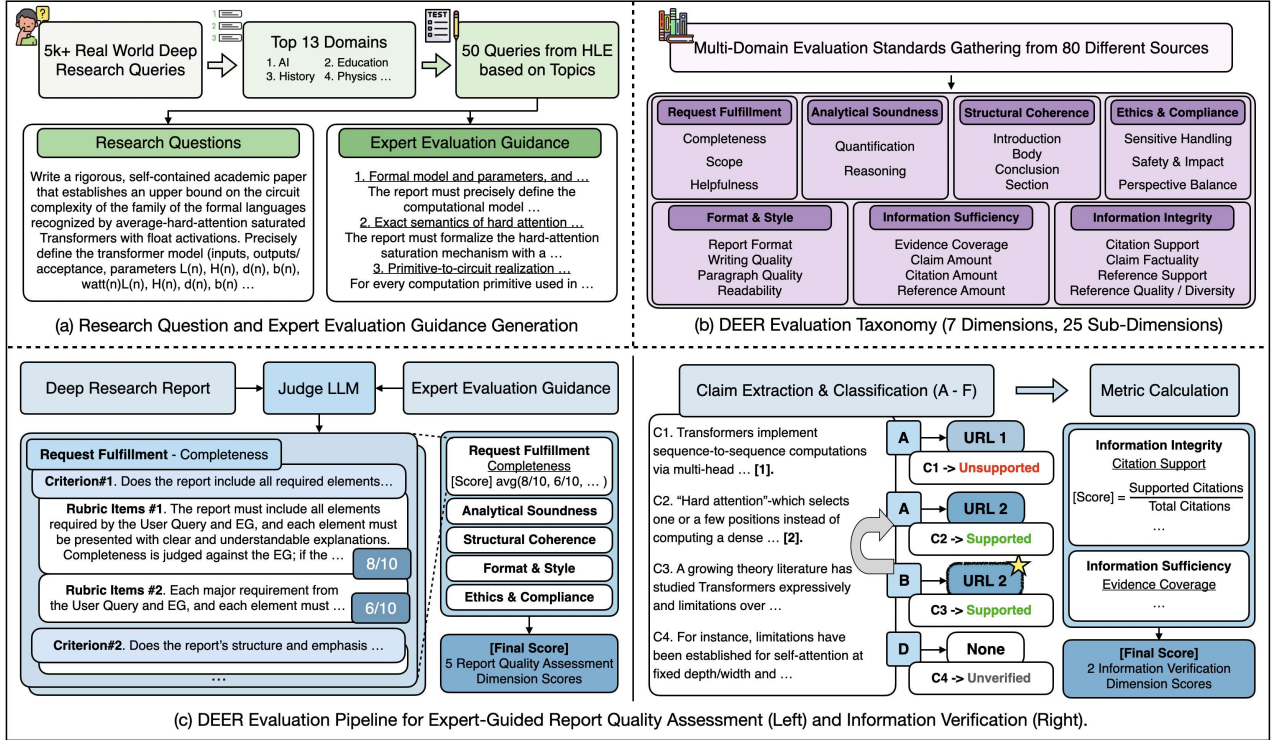 5k+ Real World Deep
Research Queries
1
2
3
Top 13 Domains
1. AI 2. Education
3. History 4. Physics …
TEST
50 Queries from HLE
based on Topics
Research Questions
Write a rigorous, self-contained academic paper
that establishes an upper bound on the circuit
complexity of the family of the formal languages
recognized by average-hard-attention saturated
Transformers with float activations. Precisely
define the transformer model (inputs, outputs/
acceptance, parameters L(n), H(n), d(n), b(n),
watt(n)L(n), H(n), d(n), b(n) …
Expert Evaluation Guidance
1. Formal model and parameters, and …
The report must precisely define the
computational model …
2. Exact semantics of hard attention …
The report must formalize the hard-attention
saturation mechanism with a …
3. Primitive-to-circuit realization …
For every computation primitive used in …
(a) Research Question and Expert Evaluation Guidance Generation
Multi-Domain Evaluation Standards Gathering from 80 Different Sources
Request Fulfillment
Completeness
Scope
Helpfulness
Analytical Soundness
Quantification
Reasoning
Structural Coherence
Introduction
Body
Conclusion
Section
Ethics & Compliance
Sensitive Handling
Safety & Impact
Perspective Balance
Format & Style
Report Format
Writing Quality
Paragraph Quality
Readability
Information Sufficiency
Evidence Coverage
Claim Amount
Citation Amount
Reference Amount
Information Integrity
Citation Support
Claim Factuality
Reference Support
Reference Quality / Diversity
(b) DEER Evaluation Taxonomy (7 Dimensions, 25 Sub-Dimensions)
Deep Research Report
Judge LLM
Expert Evaluation Guidance
Request Fulfillment - Completeness
Criterion#1. Does the report include all required elements…
Rubric Items #1. The report must include all elements
required by the User Query and EG, and each element must
be presented with clear and understandable explanations.
Completeness is judged against the EG; if the …
8/10
Rubric Items #2. Each major requirement from
the User Query and EG, and each element must …
6/10
Criterion#2. Does the report's structure and emphasis …
…
Request Fulfillment
Completeness
[Score] avg(8/10, 6/10, … )
Analytical Soundness
Structural Coherence
Format & Style
Ethics & Compliance
[Final Score]
5 Report Quality Assessment
Dimension Scores
Claim Extraction & Classification (A - F)
Metric Calculation
C1. Transformers implement
sequence-to-sequence computations
via multi-head … [1].
C2. “Hard attention”-which selects
one or a few positions instead of
computing a dense … [2].
C3. A growing theory literature has
studied Transformers expressively
and limitations over …
C4. For instance, limitations have
been established for self-attention at
fixed depth/width and …
A
URL 1
C1 -> Unsupported
A
URL 2
C2 -> Supported
B
URL 2
C3 -> Supported
D
None
C4 -> Unverified
Information Integrity
Citation Support
[Score] = Supported Citations
Total Citations
…
Information Sufficiency
Evidence Coverage
…
[Final Score]
2 Information Verification
Dimension Scores
(c) DEER Evaluation Pipeline for Expert-Guided Report Quality Assessment (Left) and Information Verification (Right).